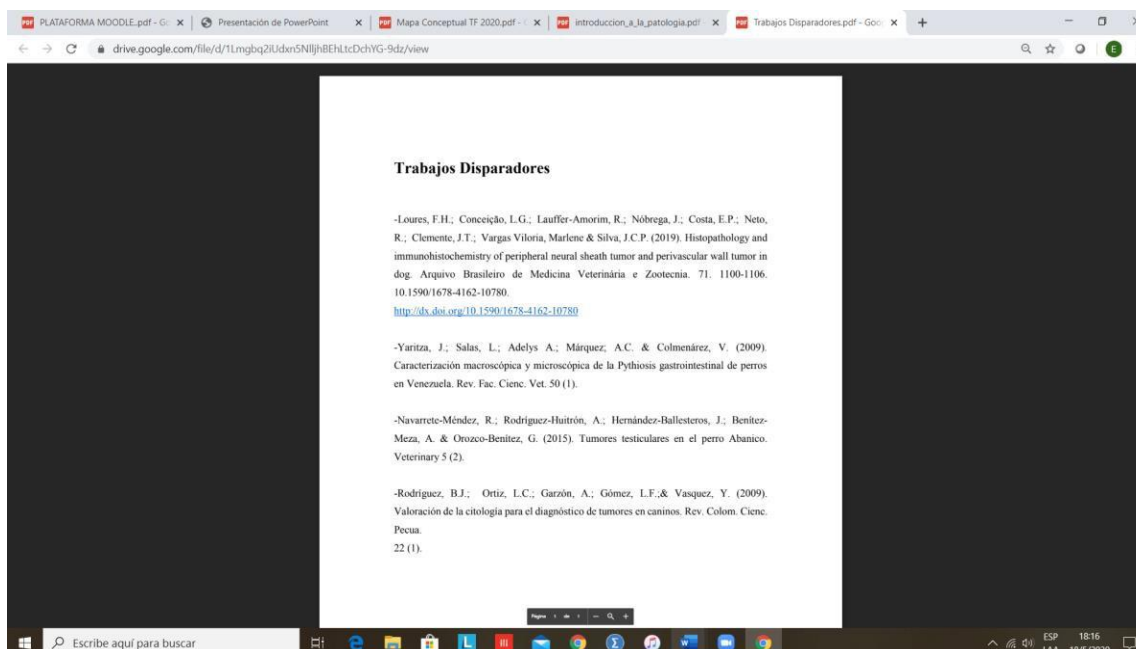 PLATAFORMA MOODLE.pdf - Go
Presentación de PowerPoint
Mapa Conceptual TF 2020.pdf -
introduccion_a_la_patologia.pdf
Trabajos Disparadores.pdf - Goo
drive.google.com/file/d/1Lmgbq2iUdxn5NlljhBEhLtcDchYG-9dz/view
E
Trabajos Disparadores
-Loures, F.H.; Conceição, L.G.; Lauffer-Amorim, R.; Nóbrega, J.; Costa, E.P.; Neto,
R.; Clemente, J.T.; Vargas Viloria, Marlene & Silva, J.C.P. (2019). Histopathology and
immunohistochemistry of peripheral neural sheath tumor and perivascular wall tumor in
dog. Arquivo Brasileiro de Medicina Veterinária e Zootecnia. 71. 1100-1106.
10.1590/1678-4162-10780.
http://dx.doi.org/10.1590/1678-4162-10780
-Yaritza, J.; Salas, L.; Adelys A.; Márquez; A.C. & Colmenárez, V. (2009).
Caracterización macroscópica y microscópica de la Pythiosis gastrointestinal de perros
en Venezuela. Rev. Fac. Cienc. Vet. 50 (1).
-Navarrete-Méndez, R.; Rodríguez-Huitrón, A.; Hernández-Ballesteros, J.; Benítez-
Meza, A. & Orozco-Benítez, G. (2015). Tumores testiculares en el perro Abanico.
Veterinary 5 (2).
-Rodríguez, B.J.; Ortiz, L.C.; Garzón, A.; Gómez, L.F.;& Vasquez, Y. (2009).
Valoración de la citología para el diagnóstico de tumores en caninos. Rev. Colom. Cienc.
Pecua.
22 (1).
Página 1 de 1
Escribe aquí para buscar
ESP
18:16